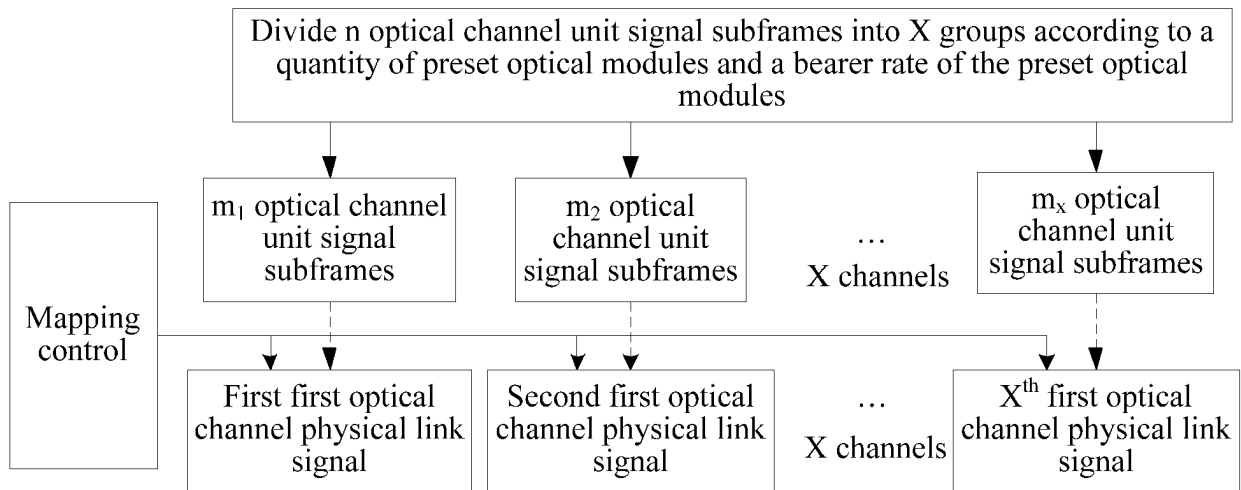 Divide n optical channel unit signal subframes into X groups according to a
quantity of preset optical modules and a bearer rate of the preset optical
modules
m₁ optical channel
unit signal
subframes
m₂ optical
channel unit
signal subframes
…
X channels
mₓ optical
channel unit
signal subframes
Mapping
control
First first optical
channel physical link
signal
Second first optical
channel physical link
signal
…
X channels
Xᵗʰ first optical
channel physical link
signal